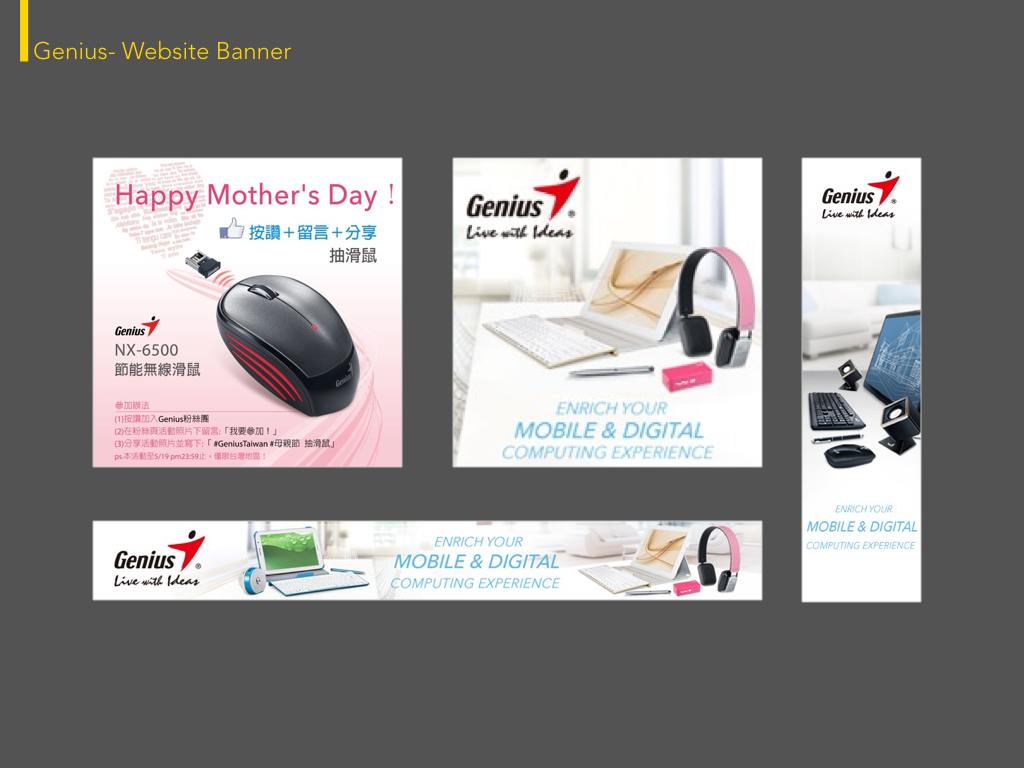 Genius- Website Banner
Happy Mother's Day !
按讚＋留言＋分享
抽滑鼠
Genius
NX-6500
節能無線滑鼠
Genius
參加辦法
(1)按讚加入Genius粉絲團
(2)在粉絲頁活動照片下留言:「我要參加！」
(3)分享活動照片並寫下:「 #GeniusTaiwan #母親節 抽滑鼠」
ps.本活動至5/19 pm23:59止，僅限台灣地區！
Genius®
Live with Ideas
ENRICH YOUR
MOBILE & DIGITAL
COMPUTING EXPERIENCE
Genius®
Live with Ideas
ENRICH YOUR
MOBILE & DIGITAL
COMPUTING EXPERIENCE
Genius®
Live with Ideas
ENRICH YOUR
MOBILE & DIGITAL
COMPUTING EXPERIENCE